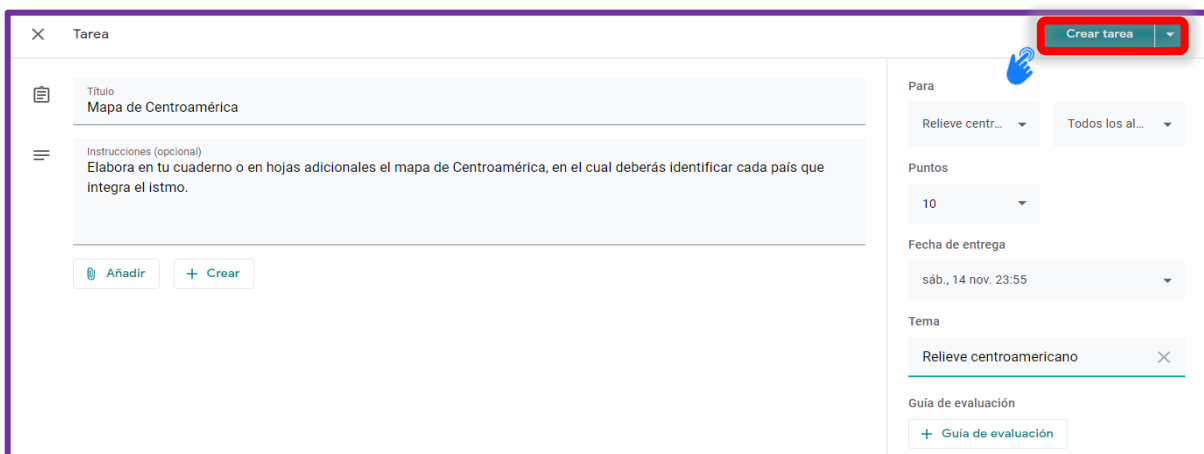 Tarea
Crear tarea
Título
Mapa de Centroamérica
Instrucciones (opcional)
Elabora en tu cuaderno o en hojas adicionales el mapa de Centroamérica, en el cual deberás identificar cada país que
integra el istmo.
Añadir
+ Crear
Para
Relieve centr...
Todos los al...
Puntos
10
Fecha de entrega
sáb., 14 nov. 23:55
Tema
Relieve centroamericano
Guía de evaluación
+ Guía de evaluación